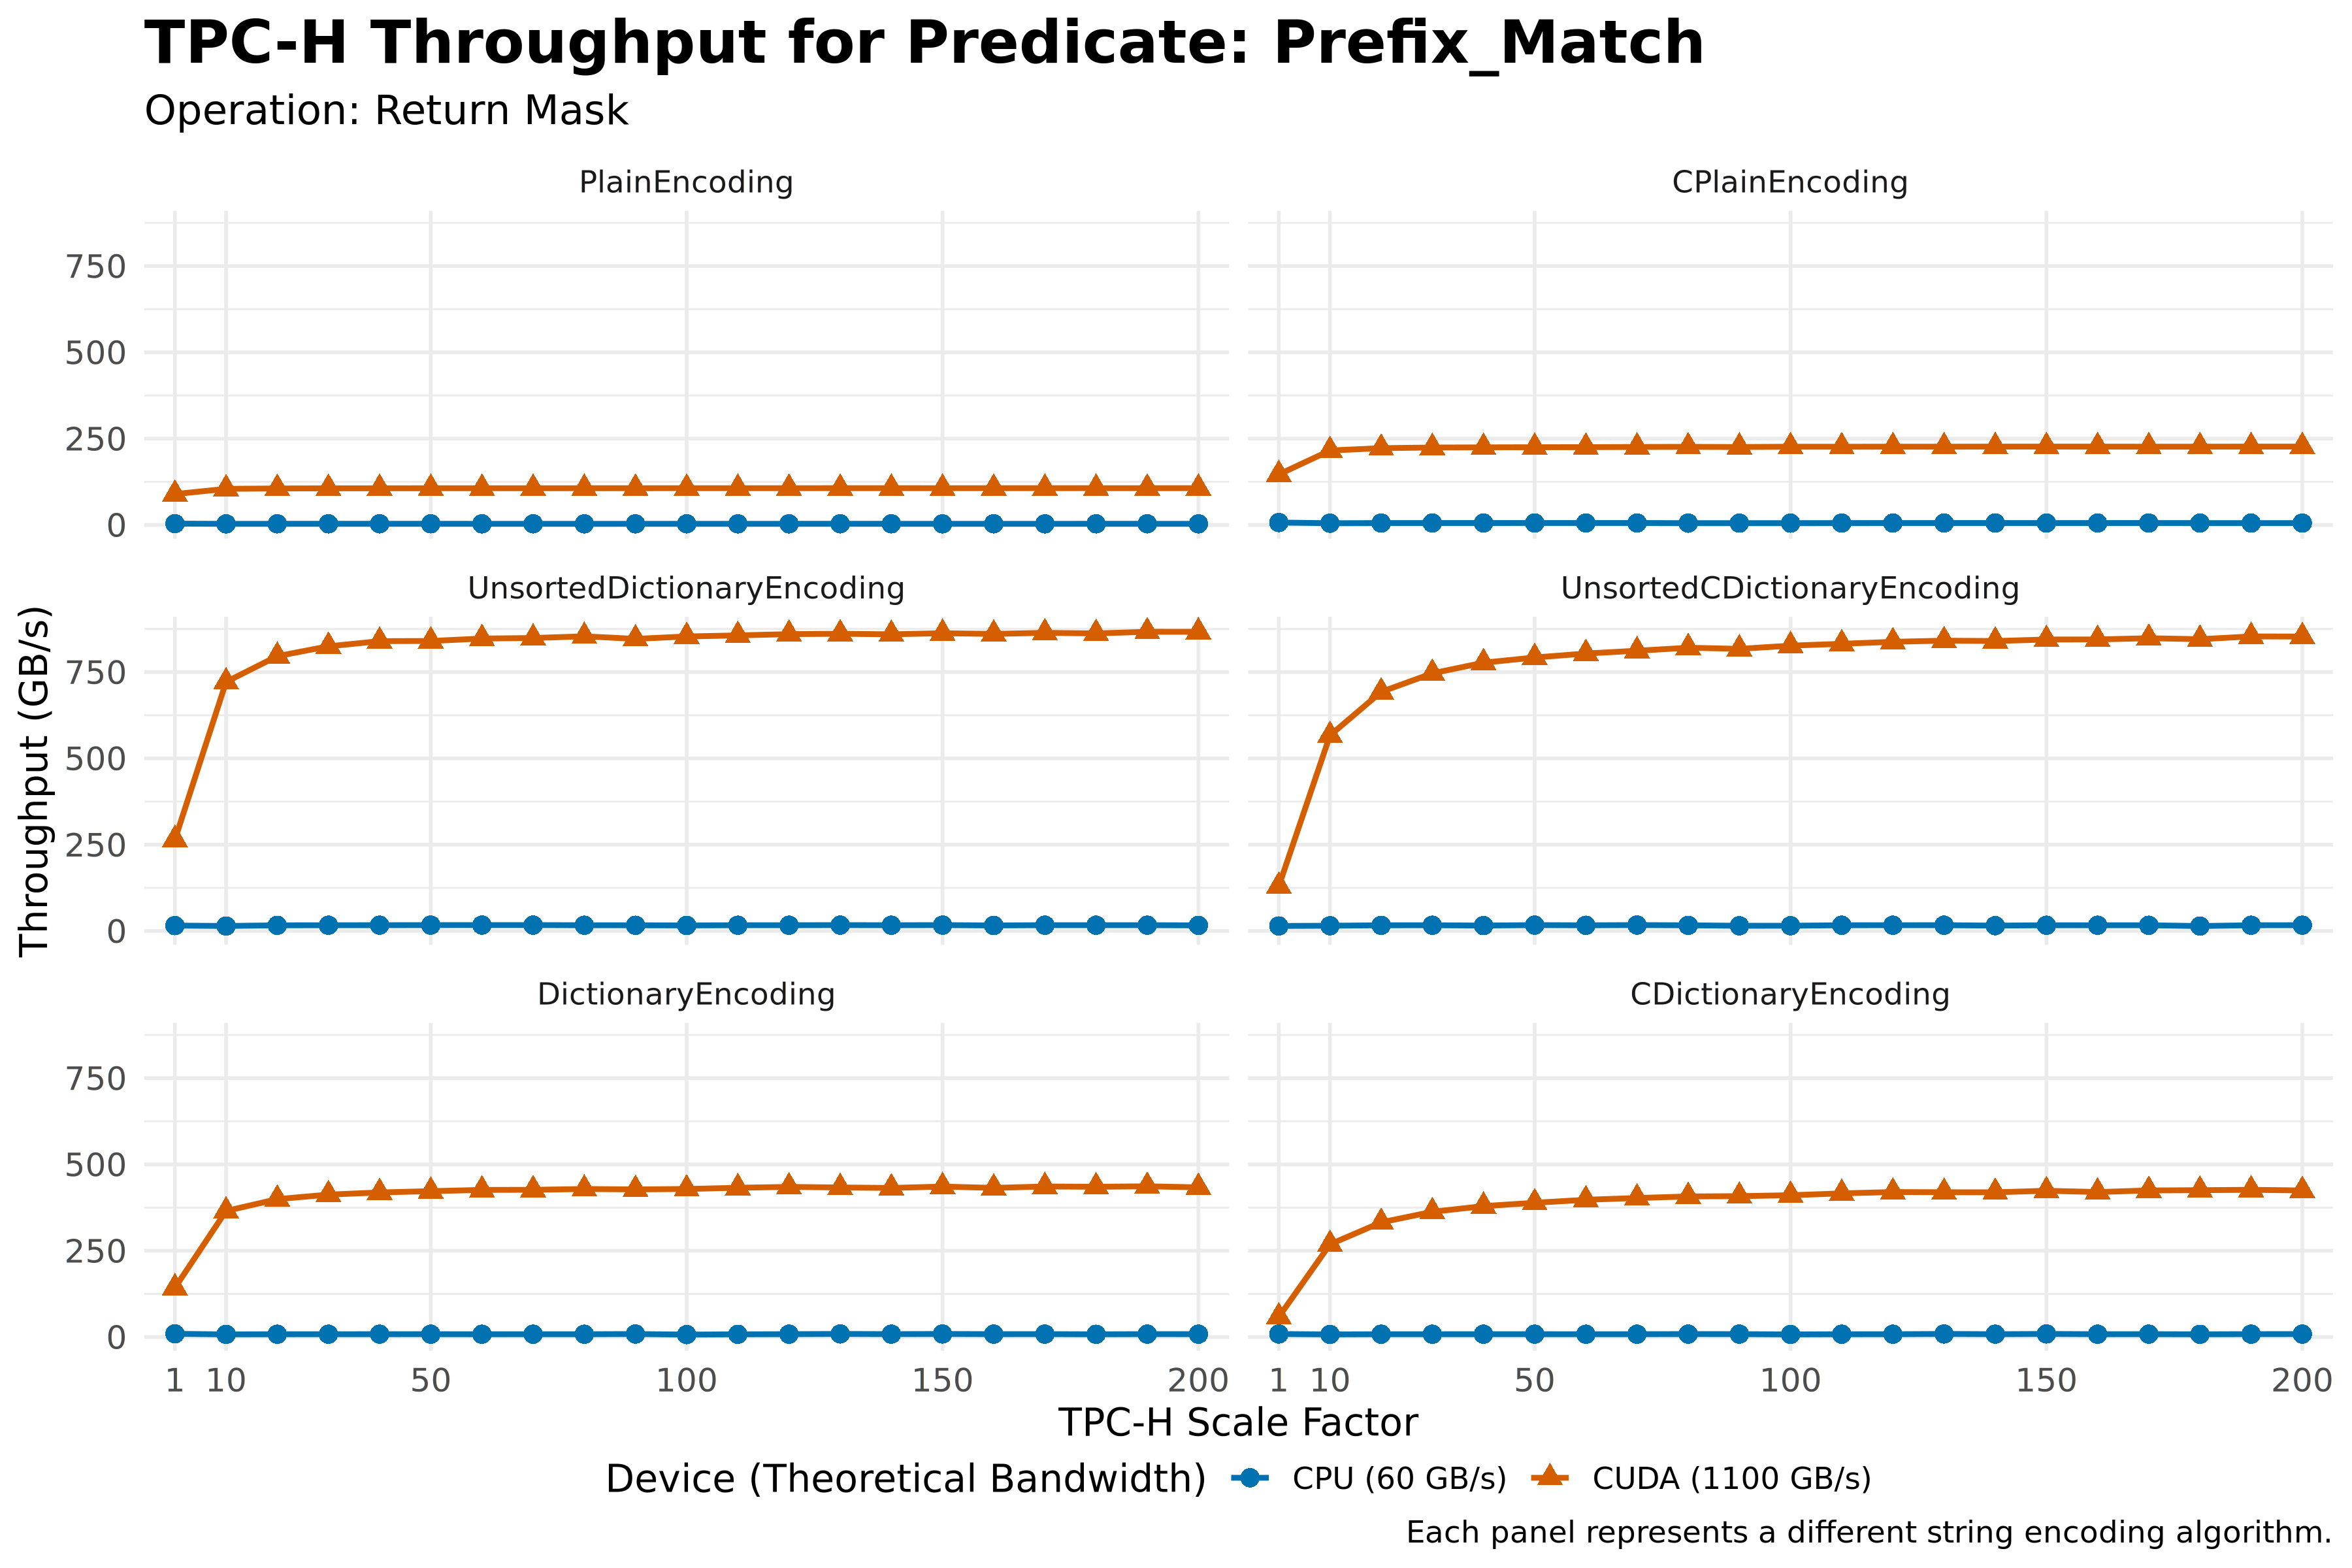 TPC-H Throughput for Predicate: Prefix_Match
Operation: Return Mask
PlainEncoding
CPlainEncoding
750
500
250
0
UnsortedDictionaryEncoding
UnsortedCDictionaryEncoding
Throughput (GB/s)
750
500
250
0
DictionaryEncoding
CDictionaryEncoding
750
500
250
0
1 10 50 100 150 200
1 10 50 100 150 200
TPC-H Scale Factor
Device (Theoretical Bandwidth) CPU (60 GB/s) CUDA (1100 GB/s)
Each panel represents a different string encoding algorithm.